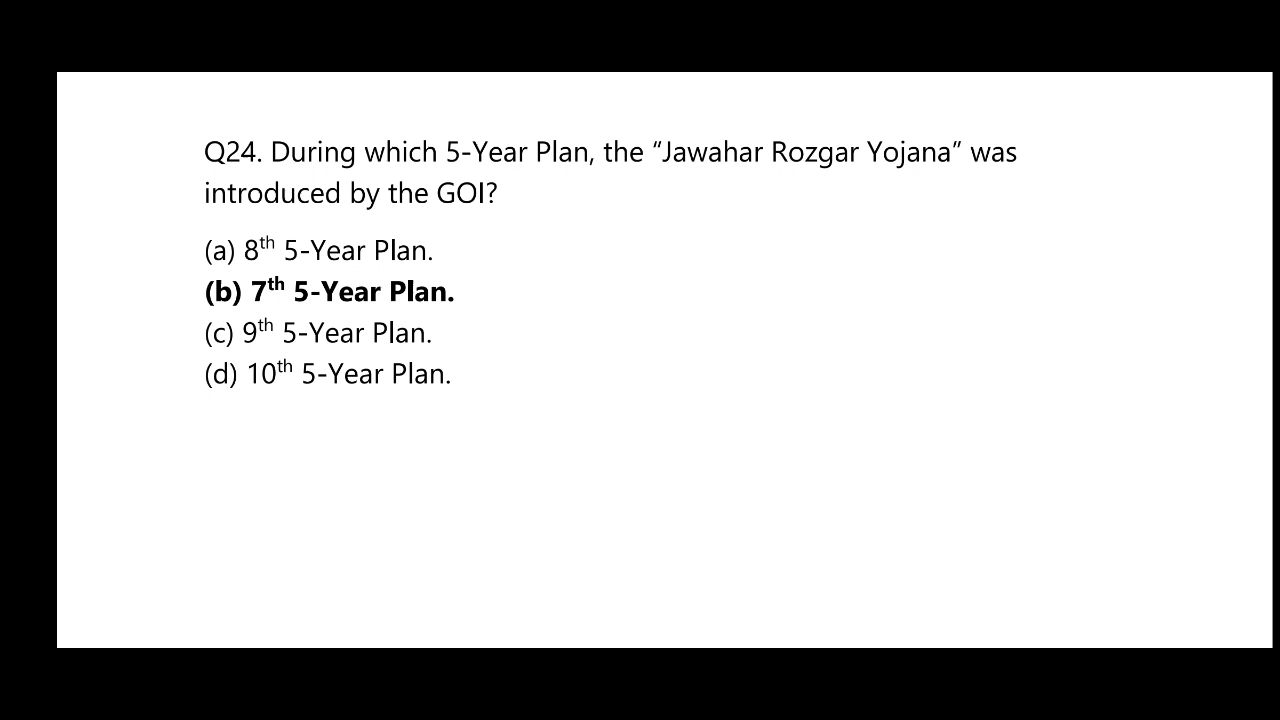 Q24. During which 5-Year Plan, the “Jawahar Rozgar Yojana” was
introduced by the GOI?
(a) 8th 5-Year Plan.
(b) 7th 5-Year Plan.
(c) 9th 5-Year Plan.
(d) 10th 5-Year Plan.